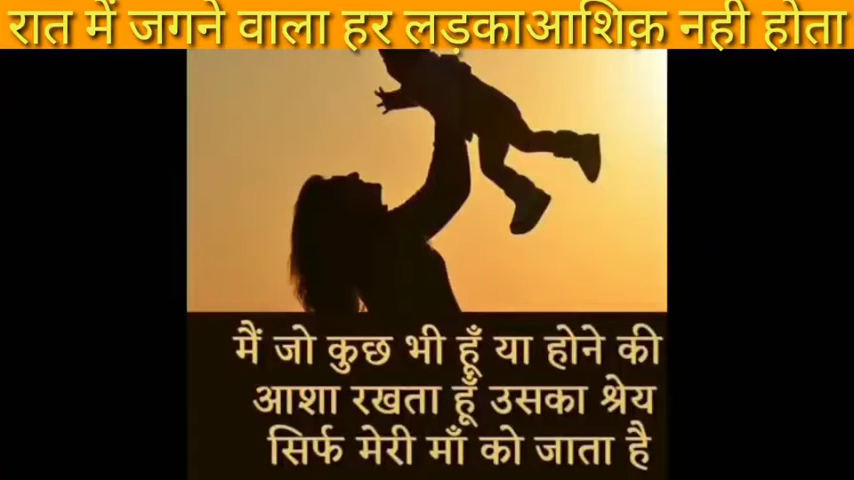 रात में जगने वाला हर लड़काआशिक़ नही होता
मैं जो कुछ भी हूँ या होने की
आशा रखता हूँ उसका श्रेय
सिर्फ मेरी माँ को जाता है